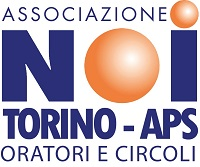 ASSOCIAZIONE
NOI
TORINO - APS
ORATORI E CIRCOLI